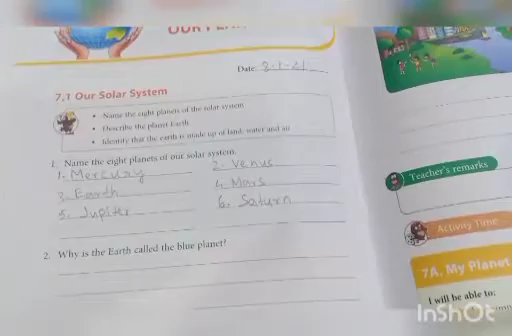 Date: 3-1-21
7.1 Our Solar System
• Name the eight planets of the solar system
• Describe the planet Earth
• Identify that the earth is made up of land, water and air
1. Name the eight planets of our solar system.
1- Mercury
2- Venus
3. Earth
4. Mars
5. Jupiter
6. Saturn
2. Why is the Earth called the blue planet?
Teacher's remarks
Activity Time
7A. My Planet
I will be able to:
InShOt